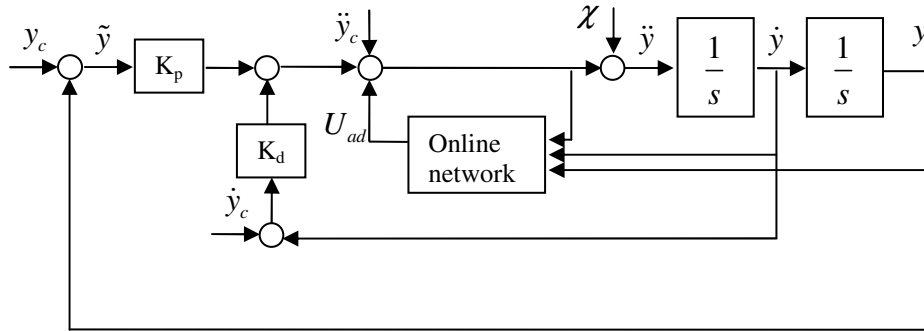 y_c
ỹ
K_p
ÿ_c
χ
ÿ
1/s
ẏ
1/s
y
U_ad
Online
network
K_d
ẏ_c